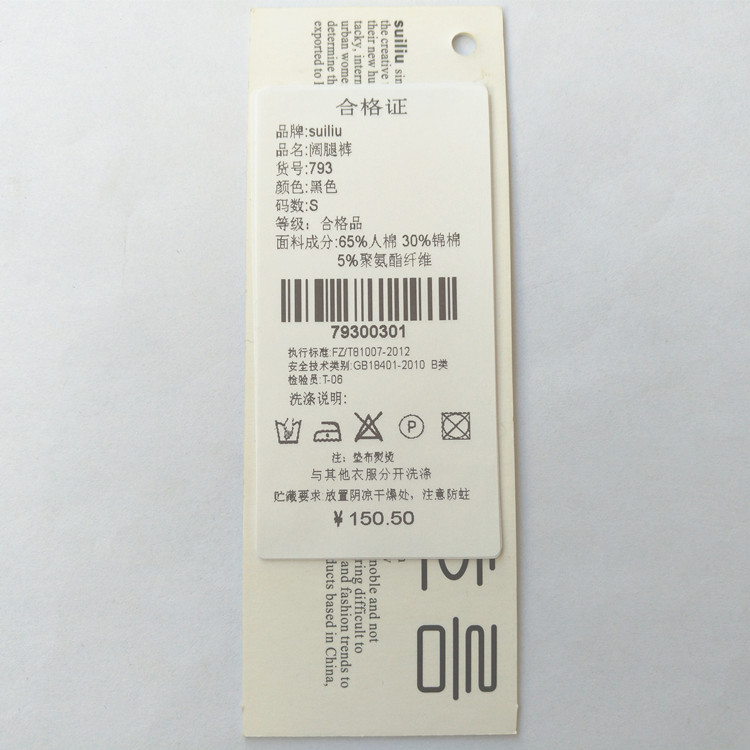 suiliu sin
the creative
their new hu
tacky, intern
urban wome
determine th
exported to
合格证
品牌:suiliu
品名:阔腿裤
货号:793
颜色:黑色
码数:S
等级：合格品
面料成分:65%人棉 30%锦棉
5%聚氨酯纤维
79300301
执行标准:FZ/T81007-2012
安全技术类别:GB18401-2010 B类
检验员:T-06
洗涤说明:
P
注：垫布熨烫
与其他衣服分开洗涤
贮藏要求:放置阴凉干燥处，注意防蛀
￥150.50
noble and not
ring difficult to
and fashion trends to
ducts based in China,